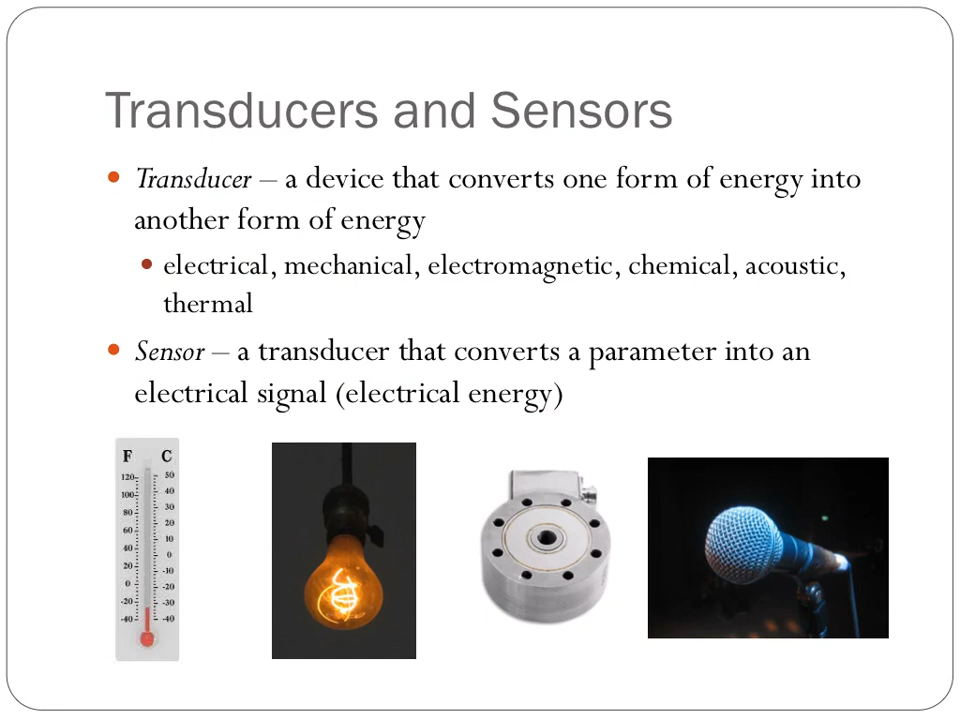 Transducers and Sensors
• Transducer – a device that converts one form of energy into
another form of energy
• electrical, mechanical, electromagnetic, chemical, acoustic,
thermal
• Sensor – a transducer that converts a parameter into an
electrical signal (electrical energy)
F C
120 50
100 40
80 30
60 20
40 10
20 0
0 -10
-20 -20
-40 -30
-40